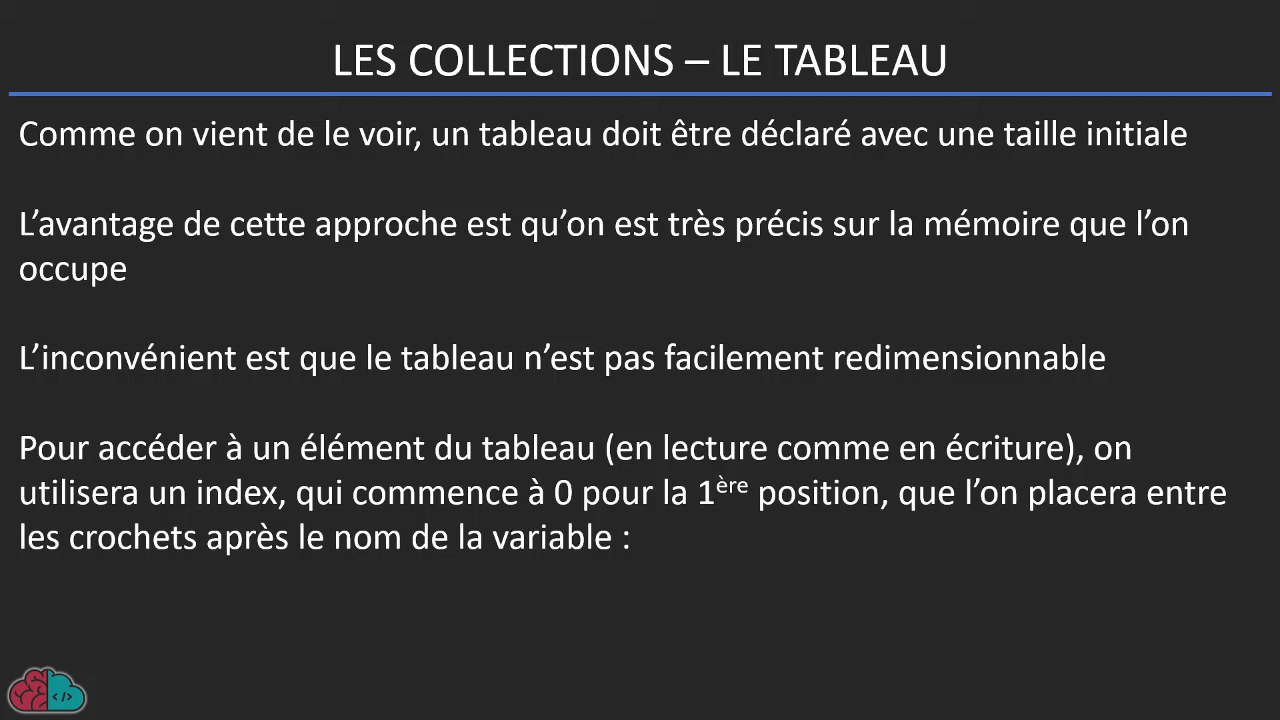 LES COLLECTIONS – LE TABLEAU
Comme on vient de le voir, un tableau doit être déclaré avec une taille initiale
L’avantage de cette approche est qu’on est très précis sur la mémoire que l’on
occupe
L’inconvénient est que le tableau n’est pas facilement redimensionnable
Pour accéder à un élément du tableau (en lecture comme en écriture), on
utilisera un index, qui commence à 0 pour la 1ère position, que l’on placera entre
les crochets après le nom de la variable :
</>